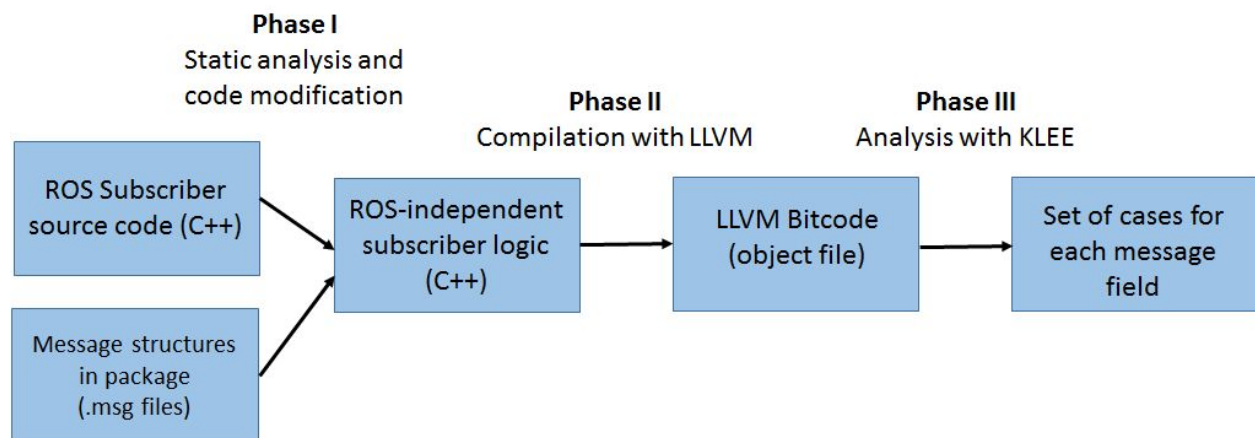 Phase I
Static analysis and
code modification
Phase II
Compilation with LLVM
Phase III
Analysis with KLEE
ROS Subscriber
source code (C++)
Message structures
in package
(.msg files)
ROS-independent
subscriber logic
(C++)
LLVM Bitcode
(object file)
Set of cases for
each message
field